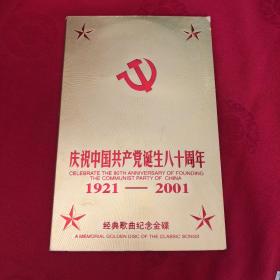 庆祝中国共产党诞生八十周年
CELEBRATE THE 80TH ANNIVERSARY OF FOUNDING
THE COMMUNIST PARTY OF CHINA
1921 — 2001
经典歌曲纪念金碟
A MEMORIAL GOLDEN DISC OF THE CLASSIC SONGS